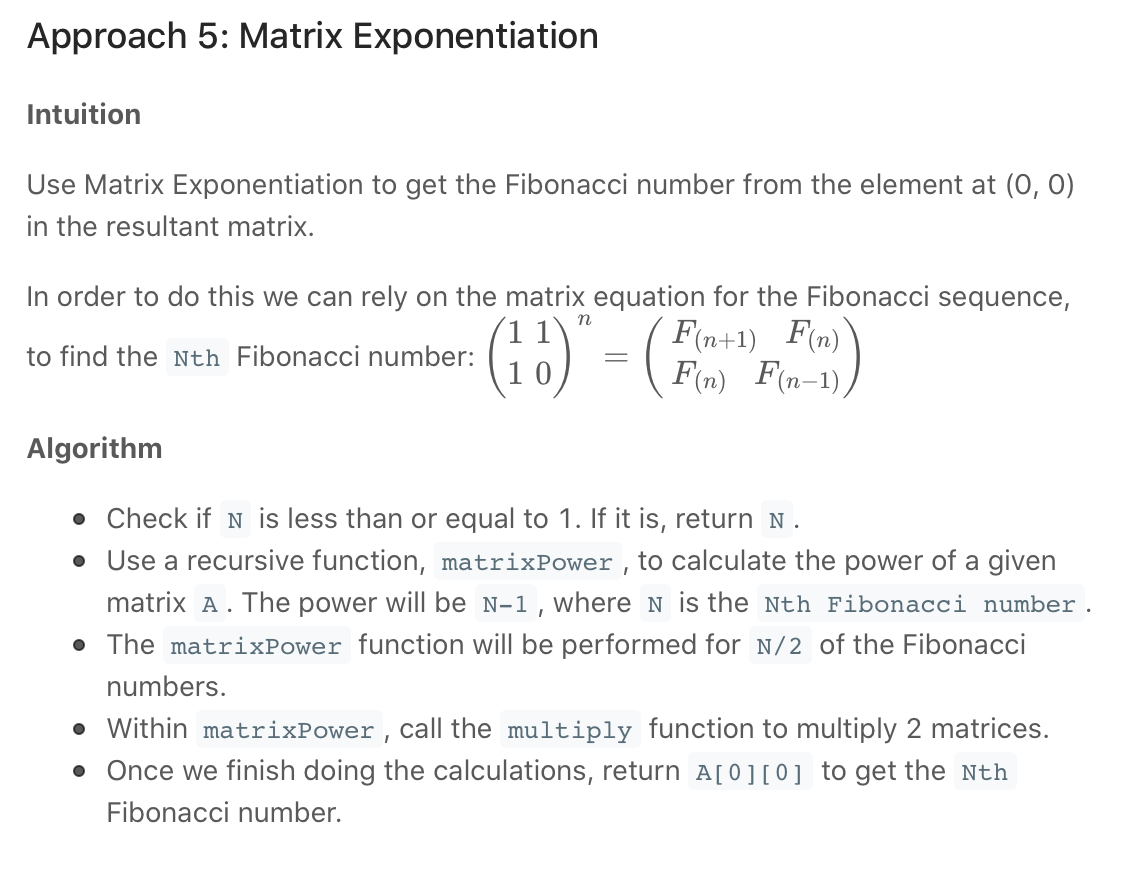 Approach 5: Matrix Exponentiation
Intuition
Use Matrix Exponentiation to get the Fibonacci number from the element at (0, 0)
in the resultant matrix.
In order to do this we can rely on the matrix equation for the Fibonacci sequence,
to find the Nth Fibonacci number: \begin{pmatrix} 1 & 1 \\ 1 & 0 \end{pmatrix}^{n} = \begin{pmatrix} F_{(n+1)} & F_{(n)} \\ F_{(n)} & F_{(n-1)} \end{pmatrix}
Algorithm
• Check if N is less than or equal to 1. If it is, return N.
• Use a recursive function, matrixPower, to calculate the power of a given
matrix A. The power will be N-1, where N is the Nth Fibonacci number.
• The matrixPower function will be performed for N/2 of the Fibonacci
numbers.
• Within matrixPower, call the multiply function to multiply 2 matrices.
• Once we finish doing the calculations, return A[0][0] to get the Nth
Fibonacci number.